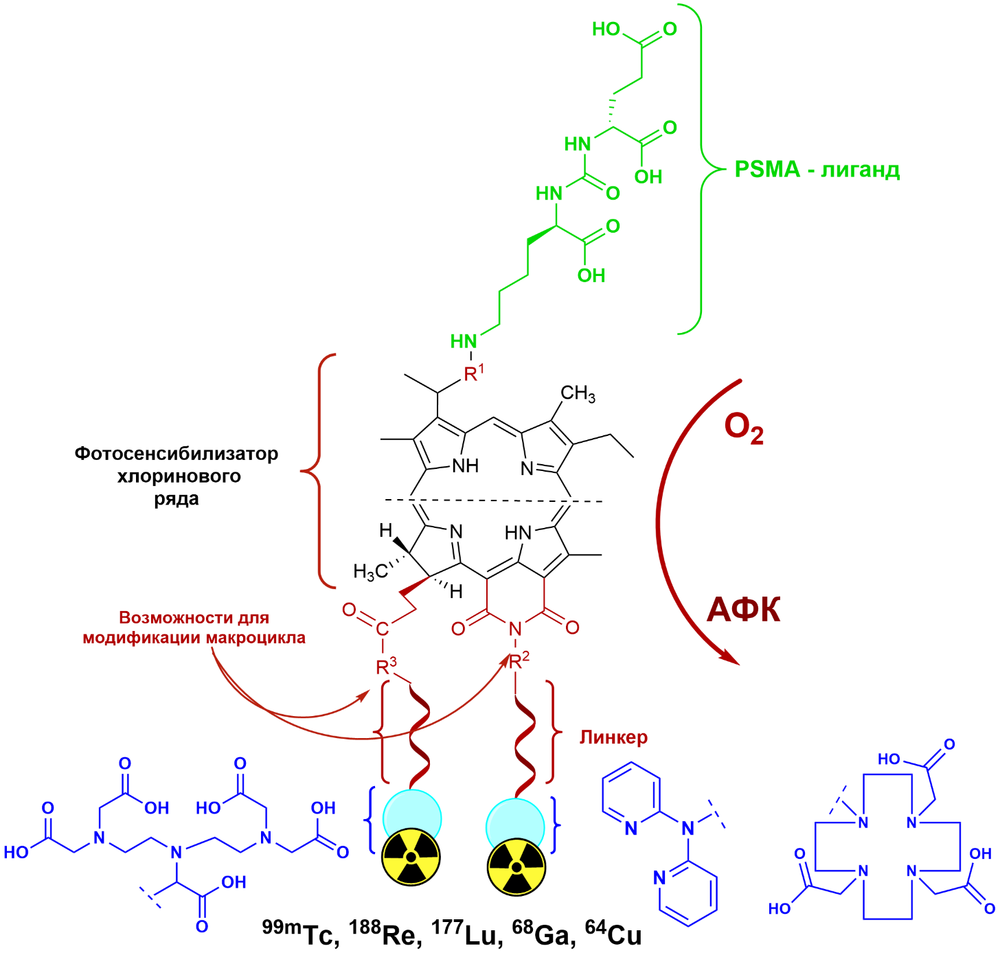 HO
O
O
HN
OH
HN
O
O
OH
PSMA - лиганд
HN
R¹
CH₃
NH
N
Фотосенсибилизатор
хлоринового
ряда
O₂
H
N
HN
H₃C
H
АФК
Возможности для
модификации макроцикла
O
C
O
N
O
R³
R²
Линкер
O
OH
O
HO
O
HO
N
O
HO
N
OH
O
N
OH
O
N
N
N
HO
O
N
N
N
N
O
HO
OH
O
⁹⁹ᵐTc, ¹⁸⁸Re, ¹⁷⁷Lu, ⁶⁸Ga, ⁶⁴Cu